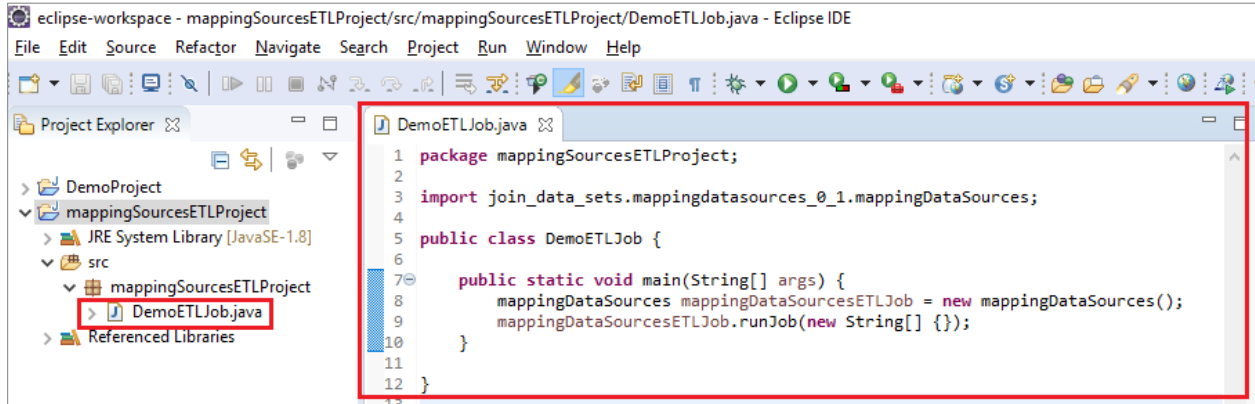 eclipse-workspace - mappingSourcesETLProject/src/mappingSourcesETLProject/DemoETLJob.java - Eclipse IDE
File Edit Source Refactor Navigate Search Project Run Window Help
Project Explorer
DemoProject
mappingSourcesETLProject
JRE System Library [JavaSE-1.8]
src
mappingSourcesETLProject
DemoETLJob.java
Referenced Libraries
DemoETLJob.java
1 package mappingSourcesETLProject;
2
3 import join_data_sets.mappingdatasources_0_1.mappingDataSources;
4
5 public class DemoETLJob {
6
7 public static void main(String[] args) {
8 mappingDataSources mappingDataSourcesETLJob = new mappingDataSources();
9 mappingDataSourcesETLJob.runJob(new String[] {});
10 }
11
12 }
13